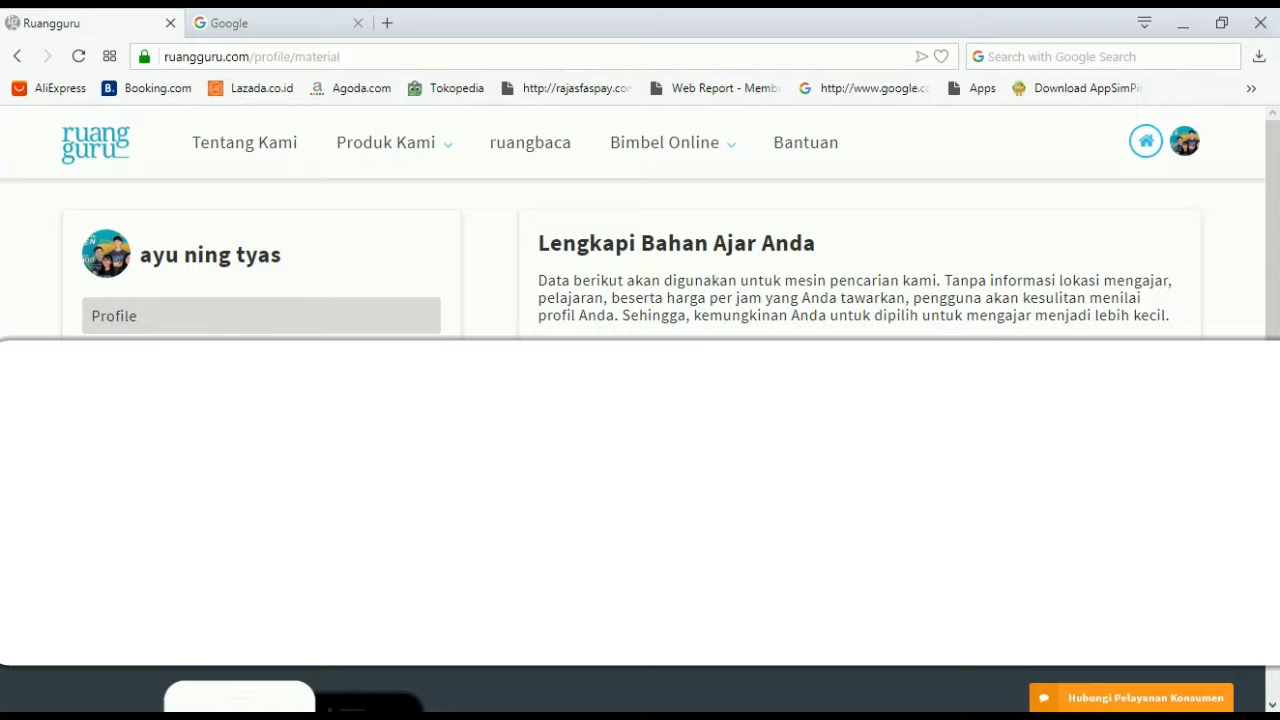 Ruangguru
Google
ruangguru.com/profile/material
Search with Google Search
AliExpress
Booking.com
Lazada.co.id
Agoda.com
Tokopedia
http://rajasfaspay.co
Web Report - Memb
http://www.google.c
Apps
Download AppSimPi
ruang
guru
Tentang Kami
Produk Kami
ruangbaca
Bimbel Online
Bantuan
ayu ning tyas
Profile
Lengkapi Bahan Ajar Anda
Data berikut akan digunakan untuk mesin pencarian kami. Tanpa informasi lokasi mengajar,
pelajaran, beserta harga per jam yang Anda tawarkan, pengguna akan kesulitan menilai
profil Anda. Sehingga, kemungkinan Anda untuk dipilih untuk mengajar menjadi lebih kecil.
Hubungi Pelayanan Konsumen